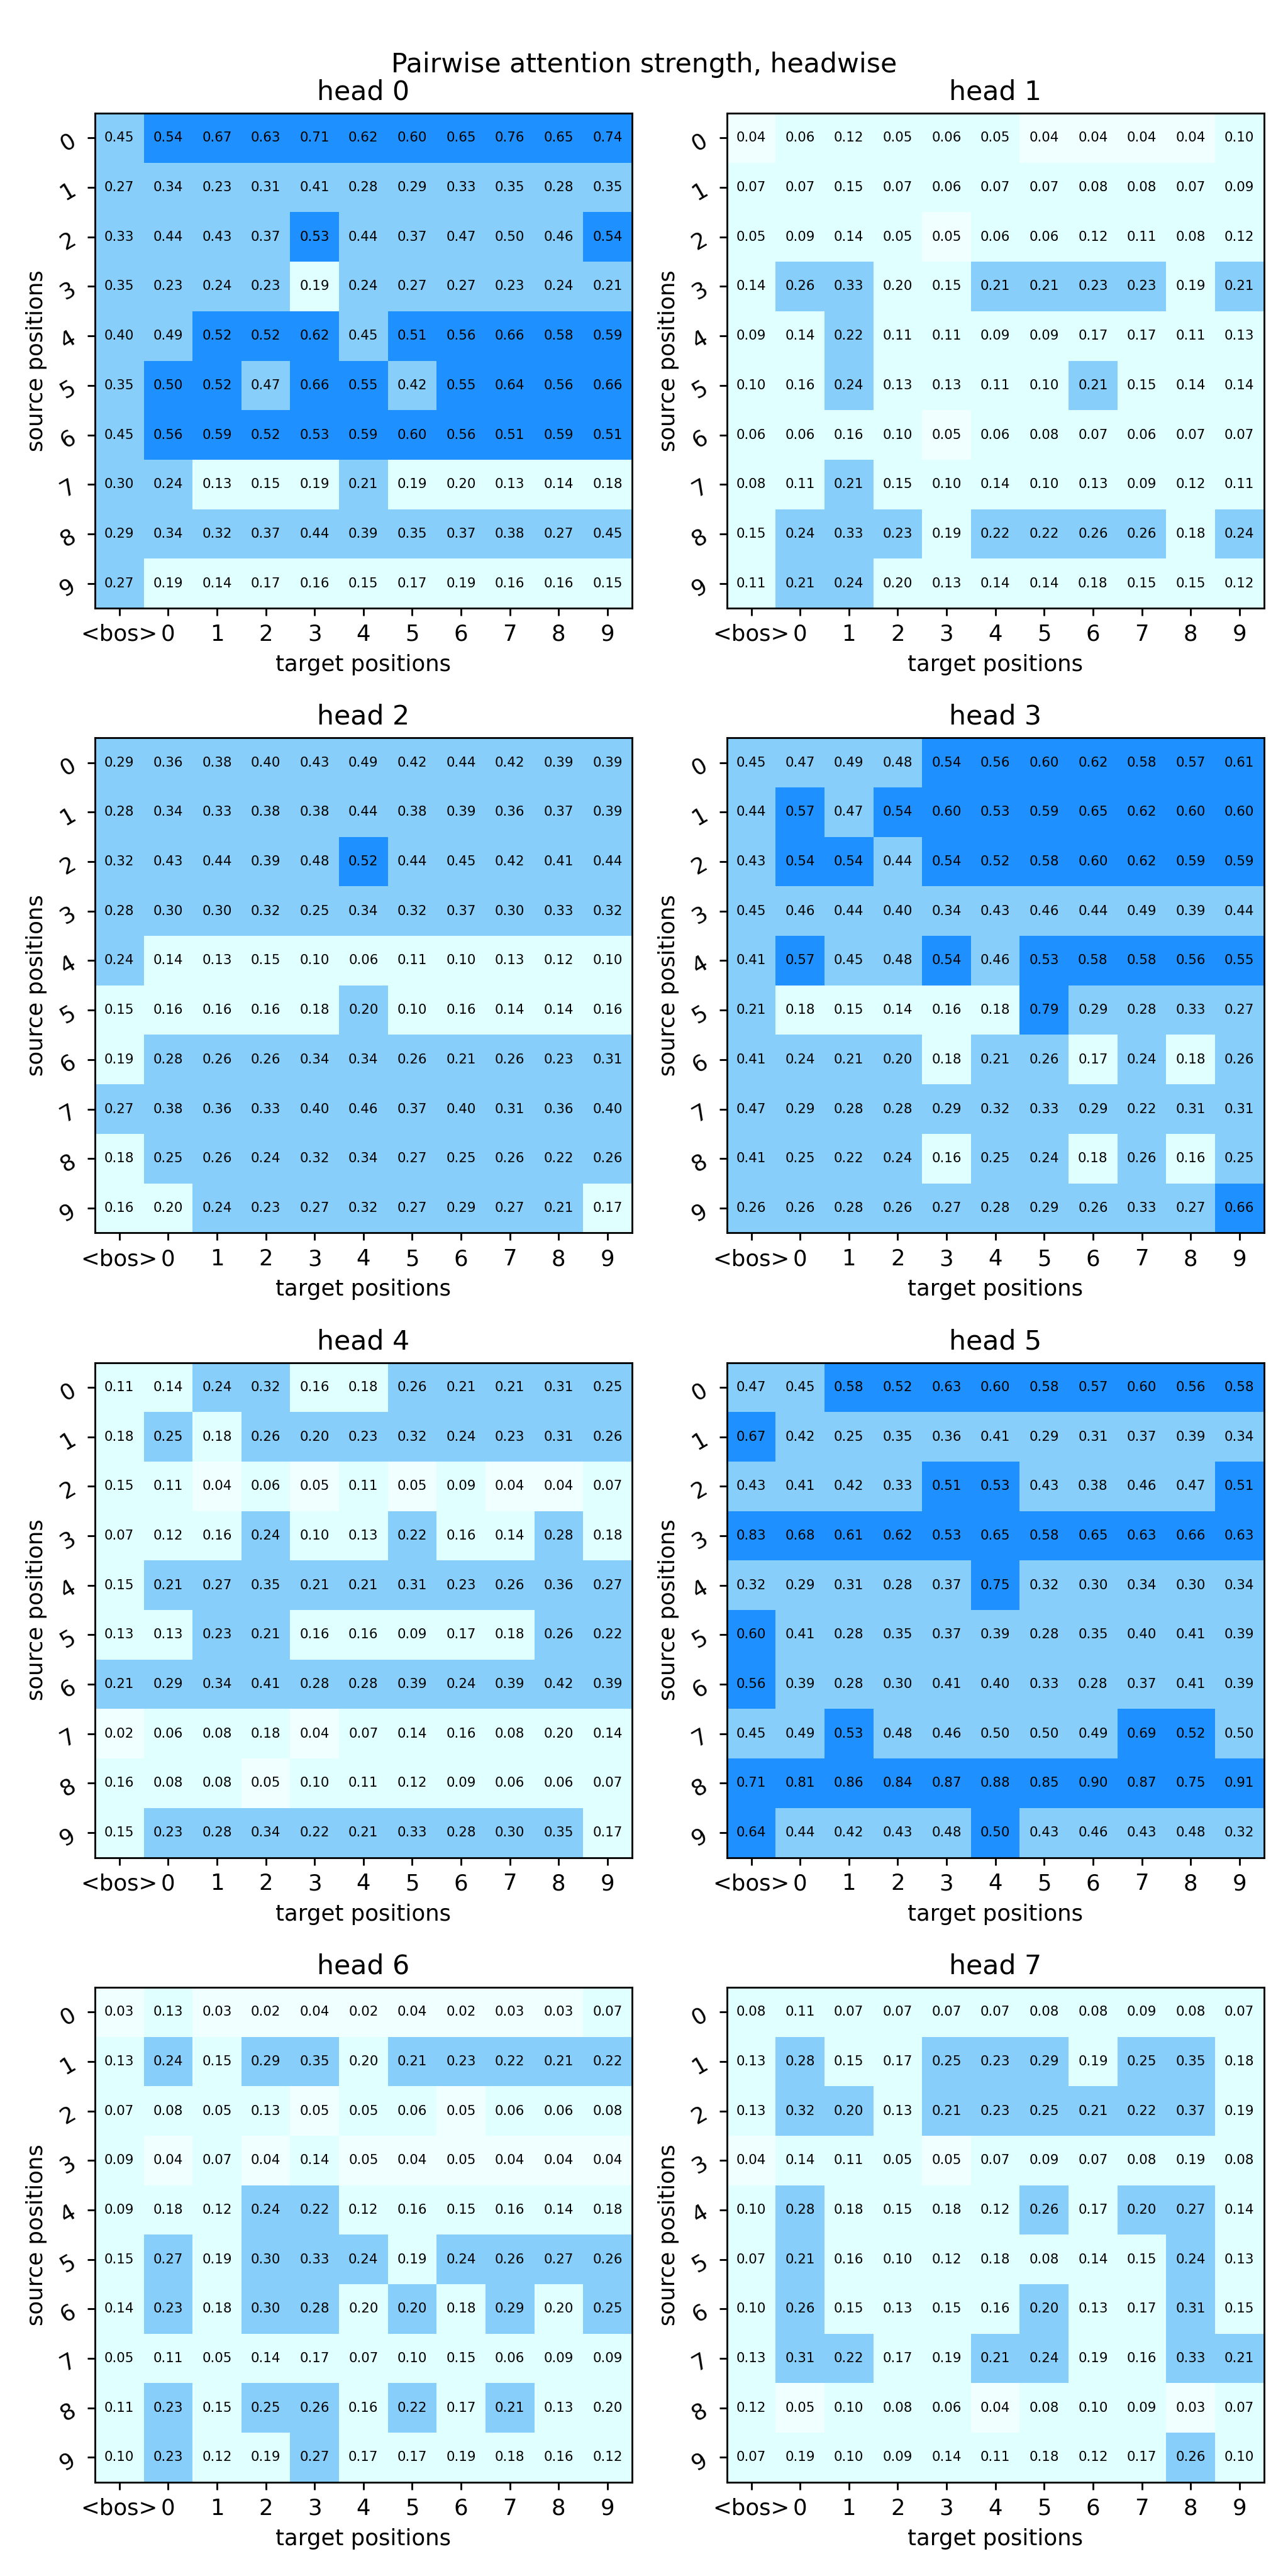 Pairwise attention strength, headwise
head 0
0 0.45 0.54 0.67 0.63 0.71 0.62 0.60 0.65 0.76 0.65 0.74
1 0.27 0.34 0.23 0.31 0.41 0.28 0.29 0.33 0.35 0.28 0.35
2 0.33 0.44 0.43 0.37 0.53 0.44 0.37 0.47 0.50 0.46 0.54
3 0.35 0.23 0.24 0.23 0.19 0.24 0.27 0.27 0.23 0.24 0.21
4 0.40 0.49 0.52 0.52 0.62 0.45 0.51 0.56 0.66 0.58 0.59
5 0.35 0.50 0.52 0.47 0.66 0.55 0.42 0.55 0.64 0.56 0.66
6 0.45 0.56 0.59 0.52 0.53 0.59 0.60 0.56 0.51 0.59 0.51
7 0.30 0.24 0.13 0.15 0.19 0.21 0.19 0.20 0.13 0.14 0.18
8 0.29 0.34 0.32 0.37 0.44 0.39 0.35 0.37 0.38 0.27 0.45
9 0.27 0.19 0.14 0.17 0.16 0.15 0.17 0.19 0.16 0.16 0.15
<bos> 0 1 2 3 4 5 6 7 8 9
target positions
source positions
head 1
0 0.04 0.06 0.12 0.05 0.06 0.05 0.04 0.04 0.04 0.04 0.10
1 0.07 0.07 0.15 0.07 0.06 0.07 0.07 0.08 0.08 0.07 0.09
2 0.05 0.09 0.14 0.05 0.05 0.06 0.06 0.12 0.11 0.08 0.12
3 0.14 0.26 0.33 0.20 0.15 0.21 0.21 0.23 0.23 0.19 0.21
4 0.09 0.14 0.22 0.11 0.11 0.09 0.09 0.17 0.17 0.11 0.13
5 0.10 0.16 0.24 0.13 0.13 0.11 0.10 0.21 0.15 0.14 0.14
6 0.06 0.06 0.16 0.10 0.05 0.06 0.08 0.07 0.06 0.07 0.07
7 0.08 0.11 0.21 0.15 0.10 0.14 0.10 0.13 0.09 0.12 0.11
8 0.15 0.24 0.33 0.23 0.19 0.22 0.22 0.26 0.26 0.18 0.24
9 0.11 0.21 0.24 0.20 0.13 0.14 0.14 0.18 0.15 0.15 0.12
<bos> 0 1 2 3 4 5 6 7 8 9
target positions
source positions
head 2
0 0.29 0.36 0.38 0.40 0.43 0.49 0.42 0.44 0.42 0.39 0.39
1 0.28 0.34 0.33 0.38 0.38 0.44 0.38 0.39 0.36 0.37 0.39
2 0.32 0.43 0.44 0.39 0.48 0.52 0.44 0.45 0.42 0.41 0.44
3 0.28 0.30 0.30 0.32 0.25 0.34 0.32 0.37 0.30 0.33 0.32
4 0.24 0.14 0.13 0.15 0.10 0.06 0.11 0.10 0.13 0.12 0.10
5 0.15 0.16 0.16 0.16 0.18 0.20 0.10 0.16 0.14 0.14 0.16
6 0.19 0.28 0.26 0.26 0.34 0.34 0.26 0.21 0.26 0.23 0.31
7 0.27 0.38 0.36 0.33 0.40 0.46 0.37 0.40 0.31 0.36 0.40
8 0.18 0.25 0.26 0.24 0.32 0.34 0.27 0.25 0.26 0.22 0.26
9 0.16 0.20 0.24 0.23 0.27 0.32 0.27 0.29 0.27 0.21 0.17
<bos> 0 1 2 3 4 5 6 7 8 9
target positions
source positions
head 3
0 0.45 0.47 0.49 0.48 0.54 0.56 0.60 0.62 0.58 0.57 0.61
1 0.44 0.57 0.47 0.54 0.60 0.53 0.59 0.65 0.62 0.60 0.60
2 0.43 0.54 0.54 0.44 0.54 0.52 0.58 0.60 0.62 0.59 0.59
3 0.45 0.46 0.44 0.40 0.34 0.43 0.46 0.44 0.49 0.39 0.44
4 0.41 0.57 0.45 0.48 0.54 0.46 0.53 0.58 0.58 0.56 0.55
5 0.21 0.18 0.15 0.14 0.16 0.18 0.79 0.29 0.28 0.33 0.27
6 0.41 0.24 0.21 0.20 0.18 0.21 0.26 0.17 0.24 0.18 0.26
7 0.47 0.29 0.28 0.28 0.29 0.32 0.33 0.29 0.22 0.31 0.31
8 0.41 0.25 0.22 0.24 0.16 0.25 0.24 0.18 0.26 0.16 0.25
9 0.26 0.26 0.28 0.26 0.27 0.28 0.29 0.26 0.33 0.27 0.66
<bos> 0 1 2 3 4 5 6 7 8 9
target positions
source positions
head 4
0 0.11 0.14 0.24 0.32 0.16 0.18 0.26 0.21 0.21 0.31 0.25
1 0.18 0.25 0.18 0.26 0.20 0.23 0.32 0.24 0.23 0.31 0.26
2 0.15 0.11 0.04 0.06 0.05 0.11 0.05 0.09 0.04 0.04 0.07
3 0.07 0.12 0.16 0.24 0.10 0.13 0.22 0.16 0.14 0.28 0.18
4 0.15 0.21 0.27 0.35 0.21 0.21 0.31 0.23 0.26 0.36 0.27
5 0.13 0.13 0.23 0.21 0.16 0.16 0.09 0.17 0.18 0.26 0.22
6 0.21 0.29 0.34 0.41 0.28 0.28 0.39 0.24 0.39 0.42 0.39
7 0.02 0.06 0.08 0.18 0.04 0.07 0.14 0.16 0.08 0.20 0.14
8 0.16 0.08 0.08 0.05 0.10 0.11 0.12 0.09 0.06 0.06 0.07
9 0.15 0.23 0.28 0.34 0.22 0.21 0.33 0.28 0.30 0.35 0.17
<bos> 0 1 2 3 4 5 6 7 8 9
target positions
source positions
head 5
0 0.47 0.45 0.58 0.52 0.63 0.60 0.58 0.57 0.60 0.56 0.58
1 0.67 0.42 0.25 0.35 0.36 0.41 0.29 0.31 0.37 0.39 0.34
2 0.43 0.41 0.42 0.33 0.51 0.53 0.43 0.38 0.46 0.47 0.51
3 0.83 0.68 0.61 0.62 0.53 0.65 0.58 0.65 0.63 0.66 0.63
4 0.32 0.29 0.31 0.28 0.37 0.75 0.32 0.30 0.34 0.30 0.34
5 0.60 0.41 0.28 0.35 0.37 0.39 0.28 0.35 0.40 0.41 0.39
6 0.56 0.39 0.28 0.30 0.41 0.40 0.33 0.28 0.37 0.41 0.39
7 0.45 0.49 0.53 0.48 0.46 0.50 0.50 0.49 0.69 0.52 0.50
8 0.71 0.81 0.86 0.84 0.87 0.88 0.85 0.90 0.87 0.75 0.91
9 0.64 0.44 0.42 0.43 0.48 0.50 0.43 0.46 0.43 0.48 0.32
<bos> 0 1 2 3 4 5 6 7 8 9
target positions
source positions
head 6
0 0.03 0.13 0.03 0.02 0.04 0.02 0.04 0.02 0.03 0.03 0.07
1 0.13 0.24 0.15 0.29 0.35 0.20 0.21 0.23 0.22 0.21 0.22
2 0.07 0.08 0.05 0.13 0.05 0.05 0.06 0.05 0.06 0.06 0.08
3 0.09 0.04 0.07 0.04 0.14 0.05 0.04 0.04 0.04 0.04 0.04
4 0.09 0.18 0.12 0.24 0.22 0.12 0.16 0.15 0.16 0.14 0.18
5 0.15 0.27 0.19 0.30 0.33 0.24 0.19 0.24 0.26 0.27 0.26
6 0.14 0.23 0.18 0.30 0.28 0.20 0.20 0.18 0.29 0.20 0.25
7 0.05 0.11 0.05 0.14 0.17 0.07 0.10 0.15 0.06 0.09 0.09
8 0.11 0.23 0.15 0.25 0.26 0.16 0.22 0.17 0.21 0.13 0.20
9 0.10 0.23 0.12 0.19 0.27 0.17 0.17 0.19 0.18 0.16 0.12
<bos> 0 1 2 3 4 5 6 7 8 9
target positions
source positions
head 7
0 0.08 0.11 0.07 0.07 0.07 0.07 0.08 0.08 0.09 0.08 0.07
1 0.13 0.28 0.15 0.17 0.25 0.23 0.29 0.19 0.25 0.35 0.18
2 0.13 0.32 0.20 0.13 0.21 0.23 0.25 0.21 0.22 0.37 0.19
3 0.04 0.14 0.11 0.05 0.05 0.07 0.09 0.07 0.08 0.19 0.08
4 0.10 0.28 0.18 0.15 0.18 0.12 0.26 0.17 0.20 0.27 0.14
5 0.07 0.21 0.16 0.10 0.12 0.18 0.08 0.14 0.15 0.24 0.13
6 0.10 0.26 0.15 0.13 0.15 0.16 0.20 0.13 0.17 0.31 0.15
7 0.13 0.31 0.22 0.17 0.19 0.21 0.24 0.19 0.16 0.33 0.21
8 0.12 0.05 0.10 0.08 0.06 0.04 0.08 0.10 0.09 0.03 0.07
9 0.07 0.19 0.10 0.09 0.14 0.11 0.18 0.12 0.17 0.26 0.10
<bos> 0 1 2 3 4 5 6 7 8 9
target positions
source positions